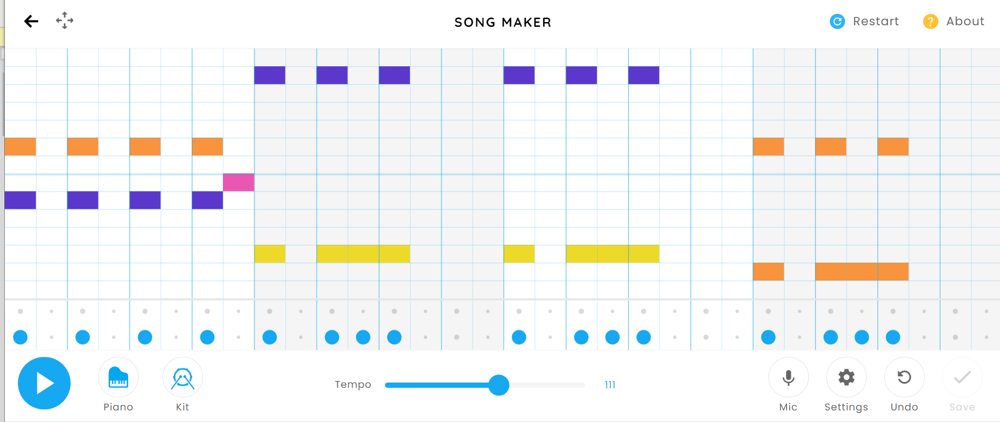 SONG MAKER
Restart
? About
Tempo
111
Piano
Kit
Mic
Settings
Undo
Save